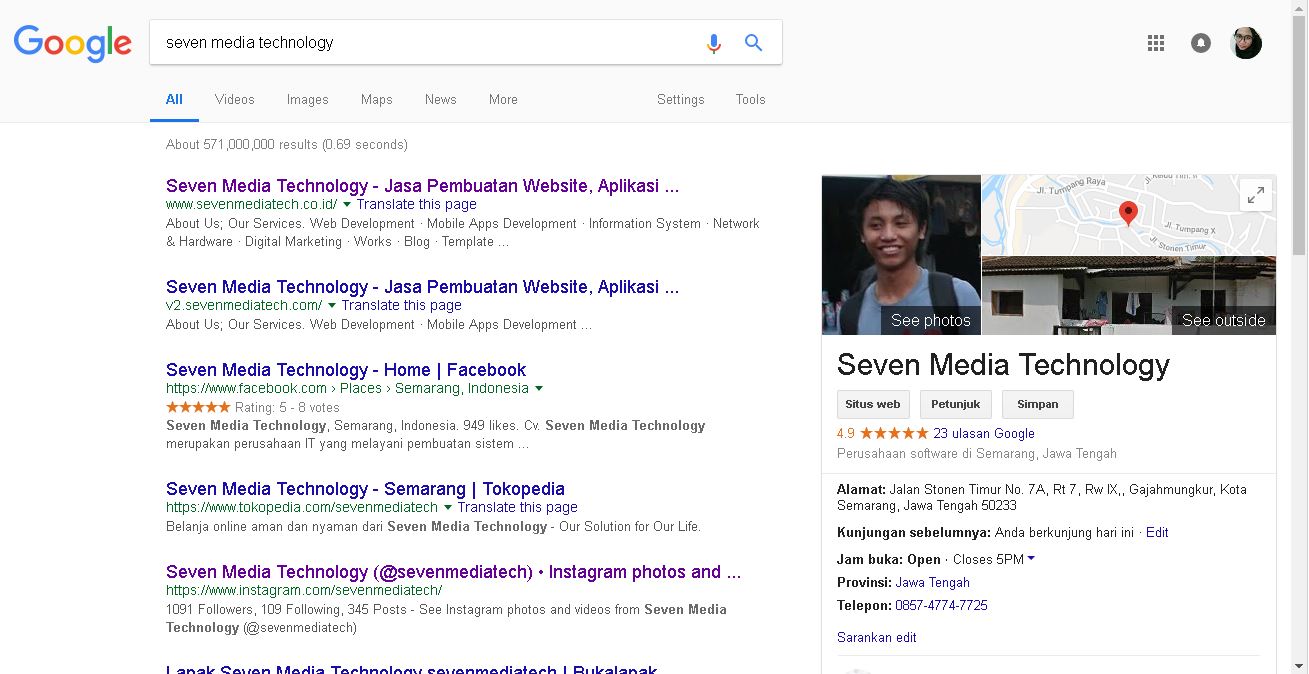 Google
seven media technology
All Videos Images Maps News More Settings Tools
About 571,000,000 results (0.69 seconds)
Seven Media Technology - Jasa Pembuatan Website, Aplikasi ...
www.sevenmediatech.co.id/ Translate this page
About Us; Our Services. Web Development · Mobile Apps Development · Information System · Network
& Hardware · Digital Marketing · Works · Blog · Template ...
Seven Media Technology - Jasa Pembuatan Website, Aplikasi ...
v2.sevenmediatech.com/ Translate this page
About Us; Our Services. Web Development · Mobile Apps Development ...
Seven Media Technology - Home | Facebook
https://www.facebook.com › Places › Semarang, Indonesia
Rating: 5 - 8 votes
Seven Media Technology, Semarang, Indonesia. 949 likes. Cv. Seven Media Technology
merupakan perusahaan IT yang melayani pembuatan sistem ...
Seven Media Technology - Semarang | Tokopedia
https://www.tokopedia.com/sevenmediatech Translate this page
Belanja online aman dan nyaman dari Seven Media Technology - Our Solution for Our Life.
Seven Media Technology (@sevenmediatech) • Instagram photos and ...
https://www.instagram.com/sevenmediatech/
1091 Followers, 109 Following, 345 Posts - See Instagram photos and videos from Seven Media
Technology (@sevenmediatech)
Lapak Seven Media Technology sevenmediatech | Bukalapak
Jl. Tumpang Raya
Jl. Tumpang X
Jl. Stonen Timur
See photos
See outside
Seven Media Technology
Situs web Petunjuk Simpan
4.9 23 ulasan Google
Perusahaan software di Semarang, Jawa Tengah
Alamat: Jalan Stonen Timur No. 7A, Rt 7, Rw IX,, Gajahmungkur, Kota
Semarang, Jawa Tengah 50233
Kunjungan sebelumnya: Anda berkunjung hari ini · Edit
Jam buka: Open · Closes 5PM
Provinsi: Jawa Tengah
Telepon: 0857-4774-7725
Sarankan edit